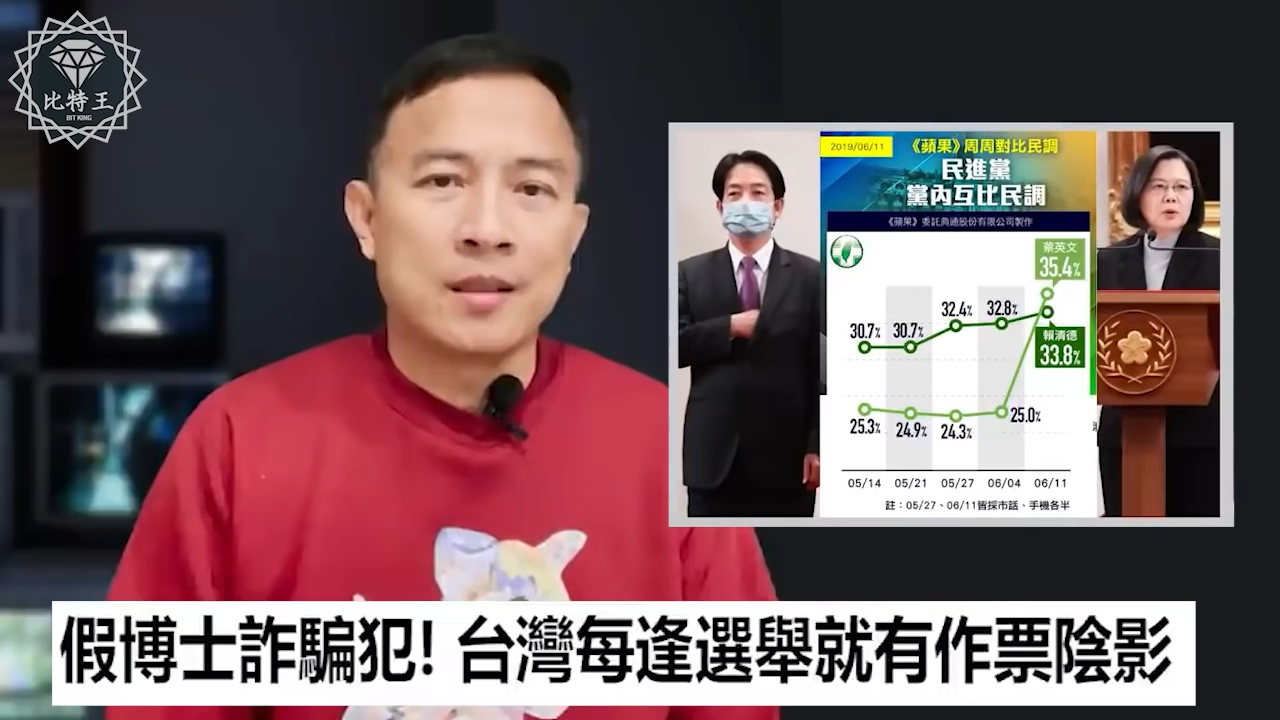 比特王
BIT KING
2019/06/11
《蘋果》周周對比民調
民進黨
黨內互比民調
《蘋果》委託典通股份有限公司製作
蔡英文
35.4%
30.7%
30.7%
32.4%
32.8%
賴清德
33.8%
25.3%
24.9%
24.3%
25.0%
05/14
05/21
05/27
06/04
06/11
註：05/27、06/11皆採市話、手機各半
假博士詐騙犯! 台灣每逢選舉就有作票陰影